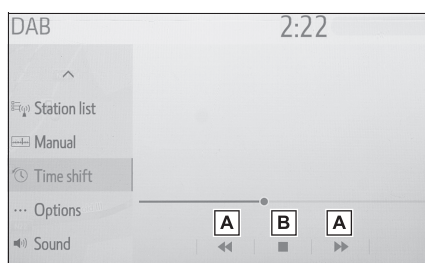 DAB 2:22
Station list
Manual
Time shift
Options
Sound
A B A